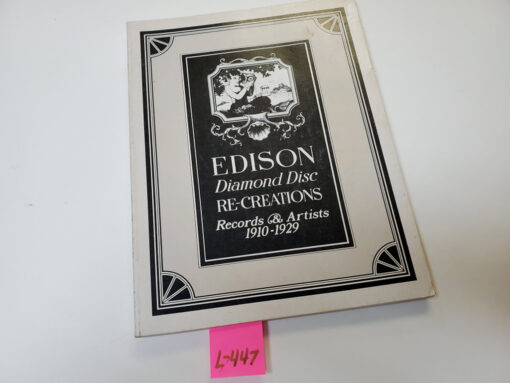 EDISON
Diamond Disc
RE-CREATIONS
Records & Artists
1910-1929
L-447